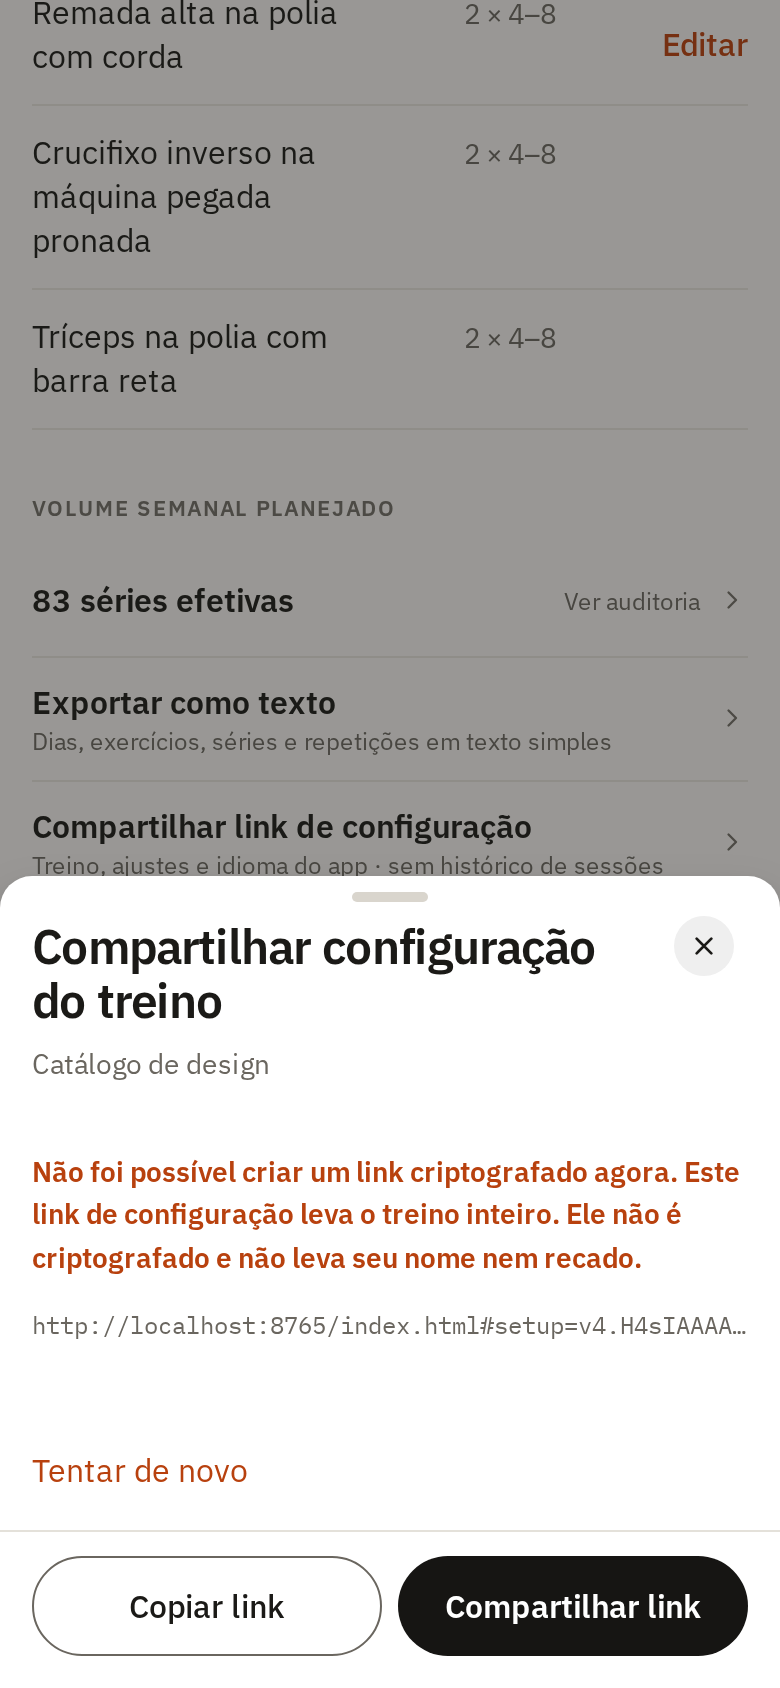 Remada alta na polia 2 × 4–8
com corda
Editar
Crucifixo inverso na 2 × 4–8
máquina pegada
pronada
Tríceps na polia com 2 × 4–8
barra reta
VOLUME SEMANAL PLANEJADO
83 séries efetivas Ver auditoria
Exportar como texto
Dias, exercícios, séries e repetições em texto simples
Compartilhar link de configuração
Treino, ajustes e idioma do app · sem histórico de sessões
Compartilhar configuração
do treino
Catálogo de design
Não foi possível criar um link criptografado agora. Este
link de configuração leva o treino inteiro. Ele não é
criptografado e não leva seu nome nem recado.
http://localhost:8765/index.html#setup=v4.H4sIAAAA…
Tentar de novo
Copiar link Compartilhar link